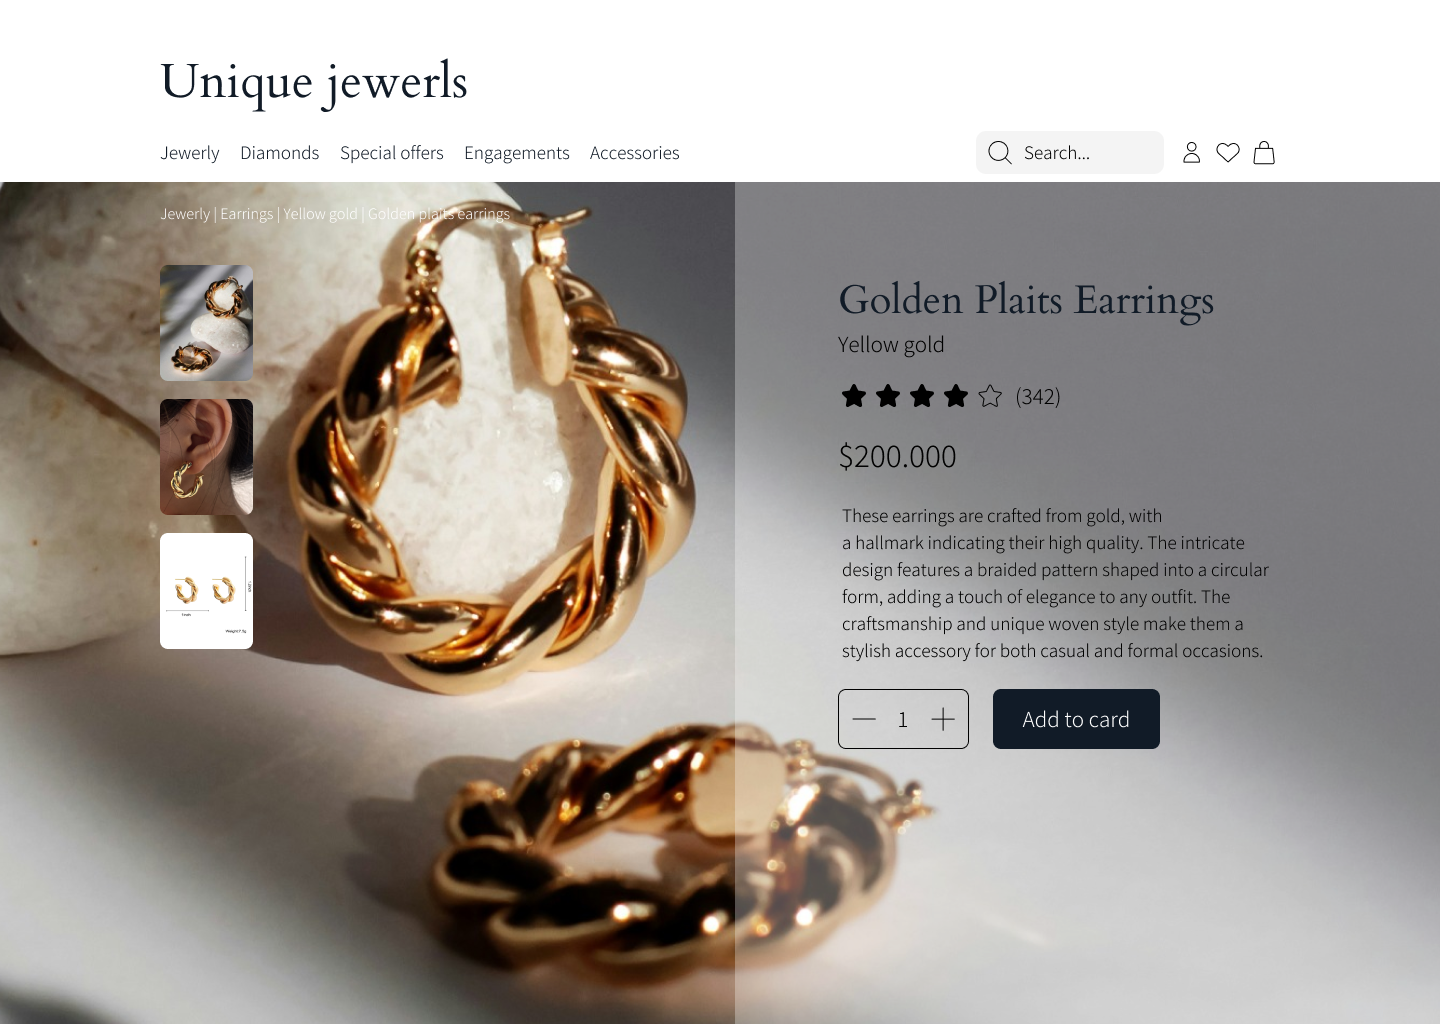 Unique jewerls
Jewerly Diamonds Special offers Engagements Accessories Search...
Jewerly | Earrings | Yellow gold | Golden plaits earrings
Golden Plaits Earrings
Yellow gold
(342)
$200.000
These earrings are crafted from gold, with
a hallmark indicating their high quality. The intricate
design features a braided pattern shaped into a circular
form, adding a touch of elegance to any outfit. The
craftsmanship and unique woven style make them a
stylish accessory for both casual and formal occasions.
1 Add to card